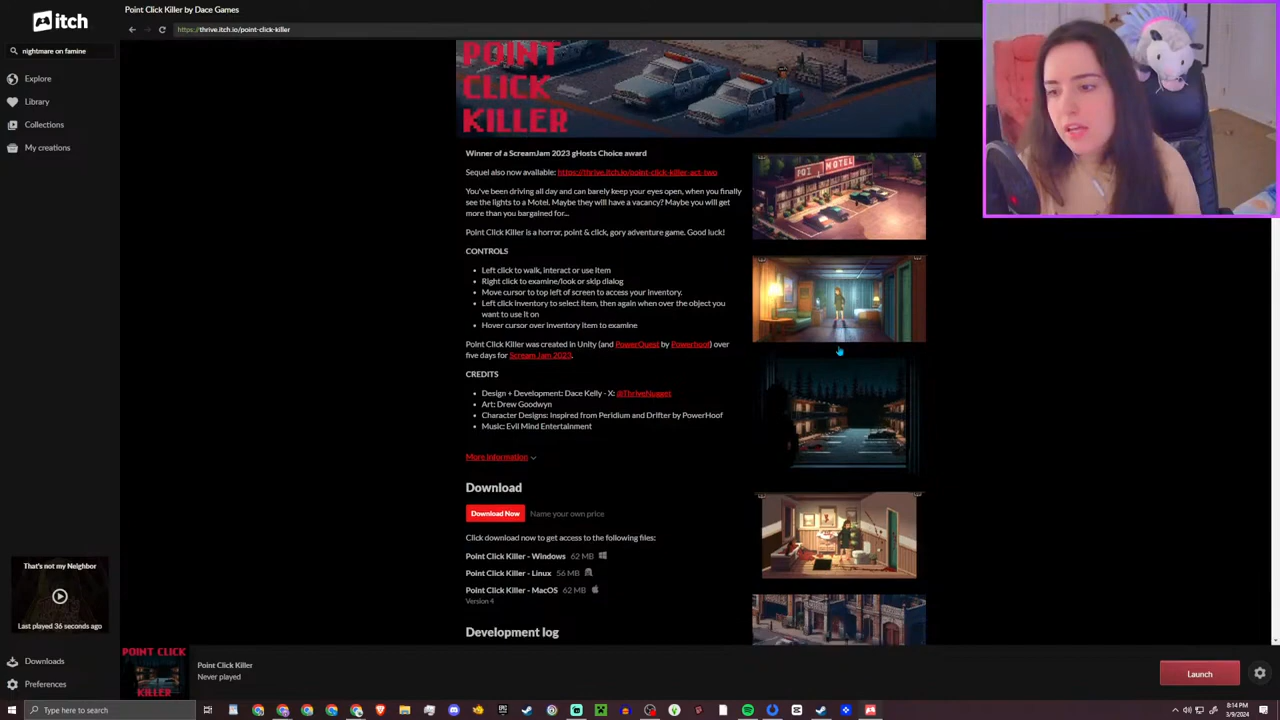 itch
Point Click Killer by Dace Games
https://thrive.itch.io/point-click-killer
nightmare on famine
Explore
Library
Collections
My creations
POINT
CLICK
KILLER
Winner of a ScreamJam 2023 gHosts Choice award
Sequel also now available: https://thrive.itch.io/point-click-killer-act-two
You've been driving all day and can barely keep your eyes open, when you finally
see the lights to a Motel. Maybe they will have a vacancy? Maybe you will get
more than you bargained for...
Point Click Killer is a horror, point & click, gory adventure game. Good luck!
CONTROLS
Left click to walk, interact or use item
Right click to examine/look or skip dialog
Move cursor to top left of screen to access your inventory.
Left click inventory to select item, then again when over the object you
want to use it on
Hover cursor over inventory item to examine
Point Click Killer was created in Unity (and PowerQuest by Powerhoof) over
five days for Scream Jam 2023.
CREDITS
Design + Development: Dace Kelly - X: @ThriveNugget
Art: Drew Goodwyn
Character Designs: Inspired from Peridium and Drifter by PowerHoof
Music: Evil Mind Entertainment
More information
Download
Download Now Name your own price
Click download now to get access to the following files:
Point Click Killer - Windows 62 MB
Point Click Killer - Linux 56 MB
Point Click Killer - MacOS 62 MB
Version 4
Development log
MOTEL
That's not my Neighbor
Last played 36 seconds ago
Downloads
Preferences
POINT CLICK
KILLER
Point Click Killer
Never played
Launch
Type here to search
8:14 PM
3/9/2024